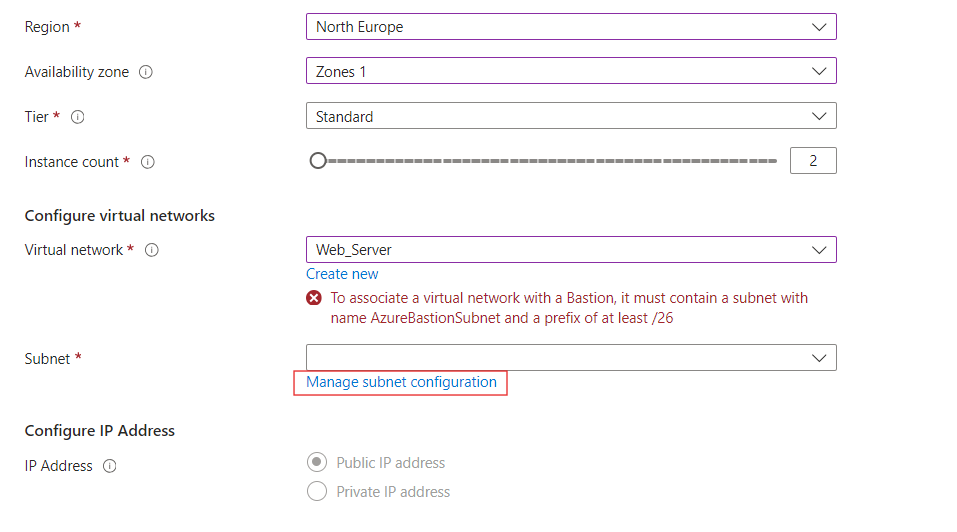 Region *
North Europe
Availability zone
Zones 1
Tier *
Standard
Instance count *
2
Configure virtual networks
Virtual network *
Web_Server
Create new
To associate a virtual network with a Bastion, it must contain a subnet with
name AzureBastionSubnet and a prefix of at least /26
Subnet *
Manage subnet configuration
Configure IP Address
IP Address
Public IP address
Private IP address